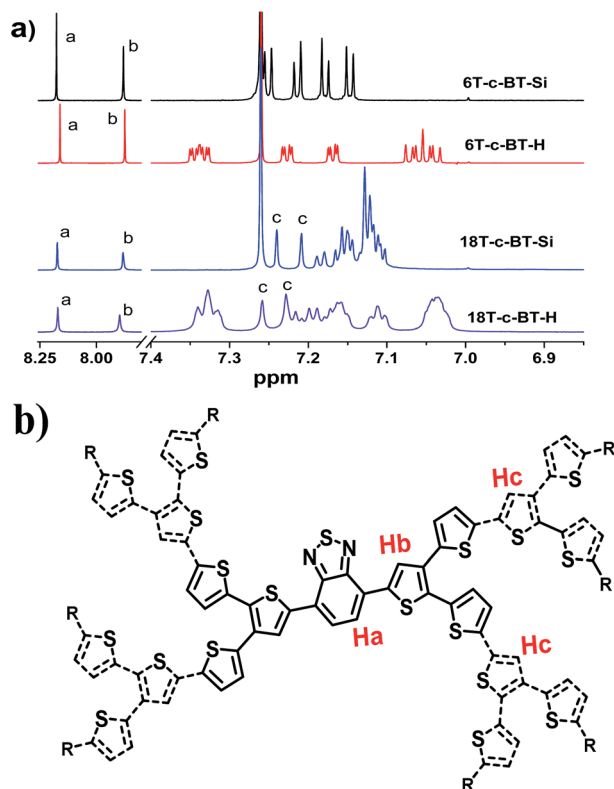 a)
a
b
6T-c-BT-Si
a
b
6T-c-BT-H
a
b
c
c
18T-c-BT-Si
a
b
c
c
18T-c-BT-H
8.25 8.00 7.4 7.3 7.2 7.1 7.0 6.9
ppm
b)
R
R
S
R
S
S
Hc
S
R
S
N
S
N
Hb
S
S
S
S
S
R
R
S
S
S
Ha
S
S
Hc
S
S
S
R
R
S
S
R